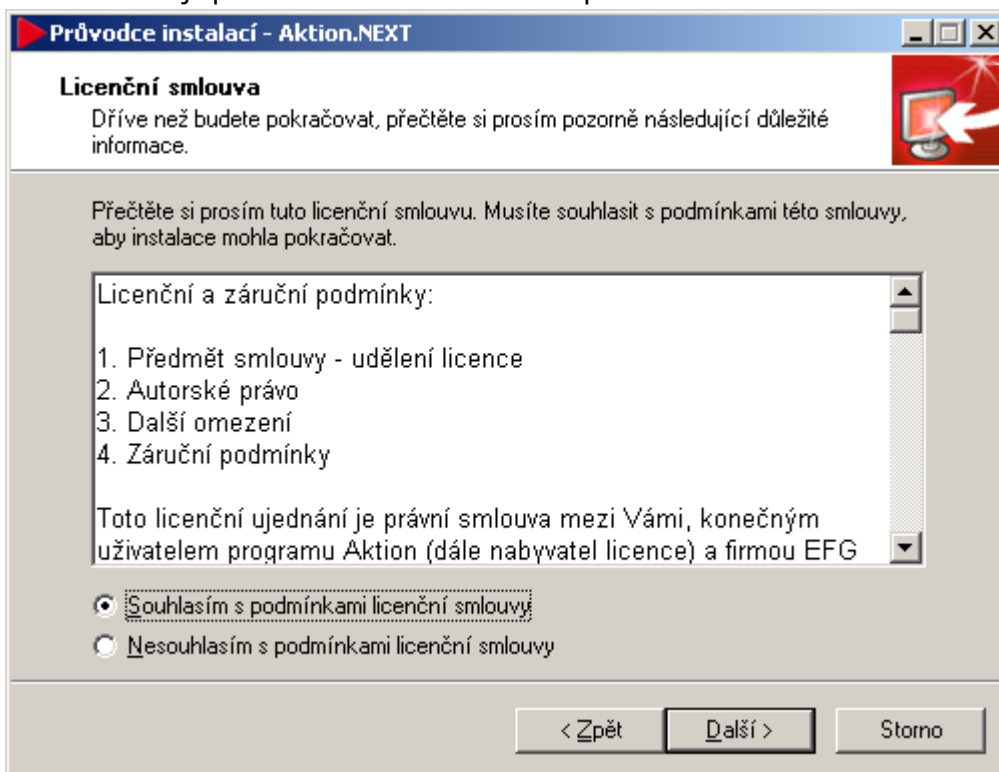 Průvodce instalací - Aktion.NEXT
Licenční smlouva
Dříve než budete pokračovat, přečtěte si prosím pozorně následující důležité
informace.
Přečtěte si prosím tuto licenční smlouvu. Musíte souhlasit s podmínkami této smlouvy,
aby instalace mohla pokračovat.
Licenční a záruční podmínky:
1. Předmět smlouvy - udělení licence
2. Autorské právo
3. Další omezení
4. Záruční podmínky
Toto licenční ujednání je právní smlouva mezi Vámi, konečným
uživatelem programu Aktion (dále nabyvatel licence) a firmou EFG
Souhlasím s podmínkami licenční smlouvy
Nesouhlasím s podmínkami licenční smlouvy
< Zpět Další > Storno